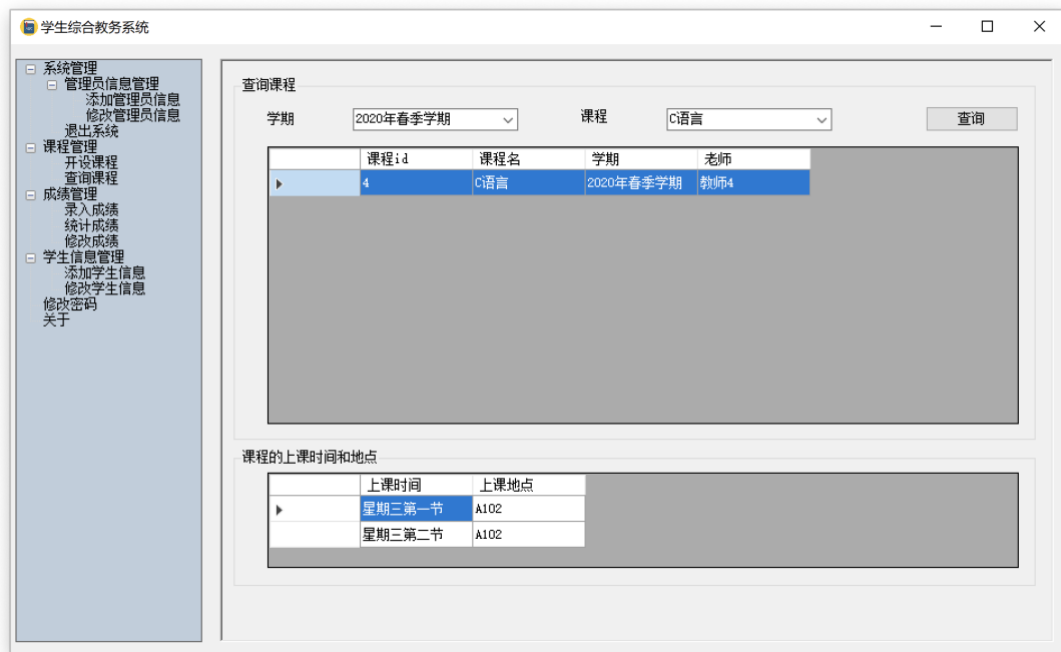 学生综合教务系统
系统管理
管理员信息管理
添加管理员信息
修改管理员信息
退出系统
课程管理
开设课程
查询课程
成绩管理
录入成绩
统计成绩
修改成绩
学生信息管理
添加学生信息
修改学生信息
修改密码
关于
查询课程
学期 2020年春季学期 课程 C语言 查询
课程id 课程名 学期 老师
4 C语言 2020年春季学期 教师4
课程的上课时间和地点
上课时间 上课地点
星期三第一节 A102
星期三第二节 A102